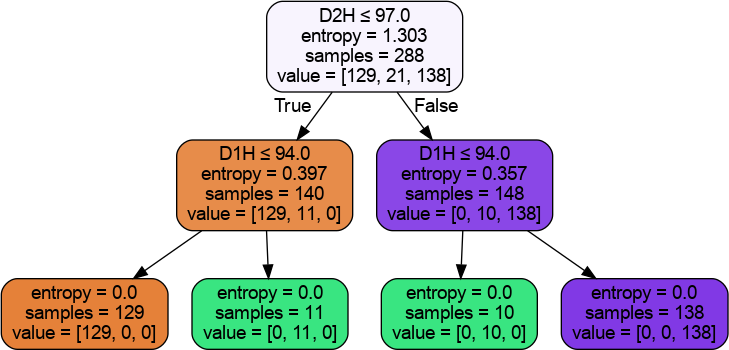 D2H ≤ 97.0
entropy = 1.303
samples = 288
value = [129, 21, 138]
True
False
D1H ≤ 94.0
entropy = 0.397
samples = 140
value = [129, 11, 0]
D1H ≤ 94.0
entropy = 0.357
samples = 148
value = [0, 10, 138]
entropy = 0.0
samples = 129
value = [129, 0, 0]
entropy = 0.0
samples = 11
value = [0, 11, 0]
entropy = 0.0
samples = 10
value = [0, 10, 0]
entropy = 0.0
samples = 138
value = [0, 0, 138]